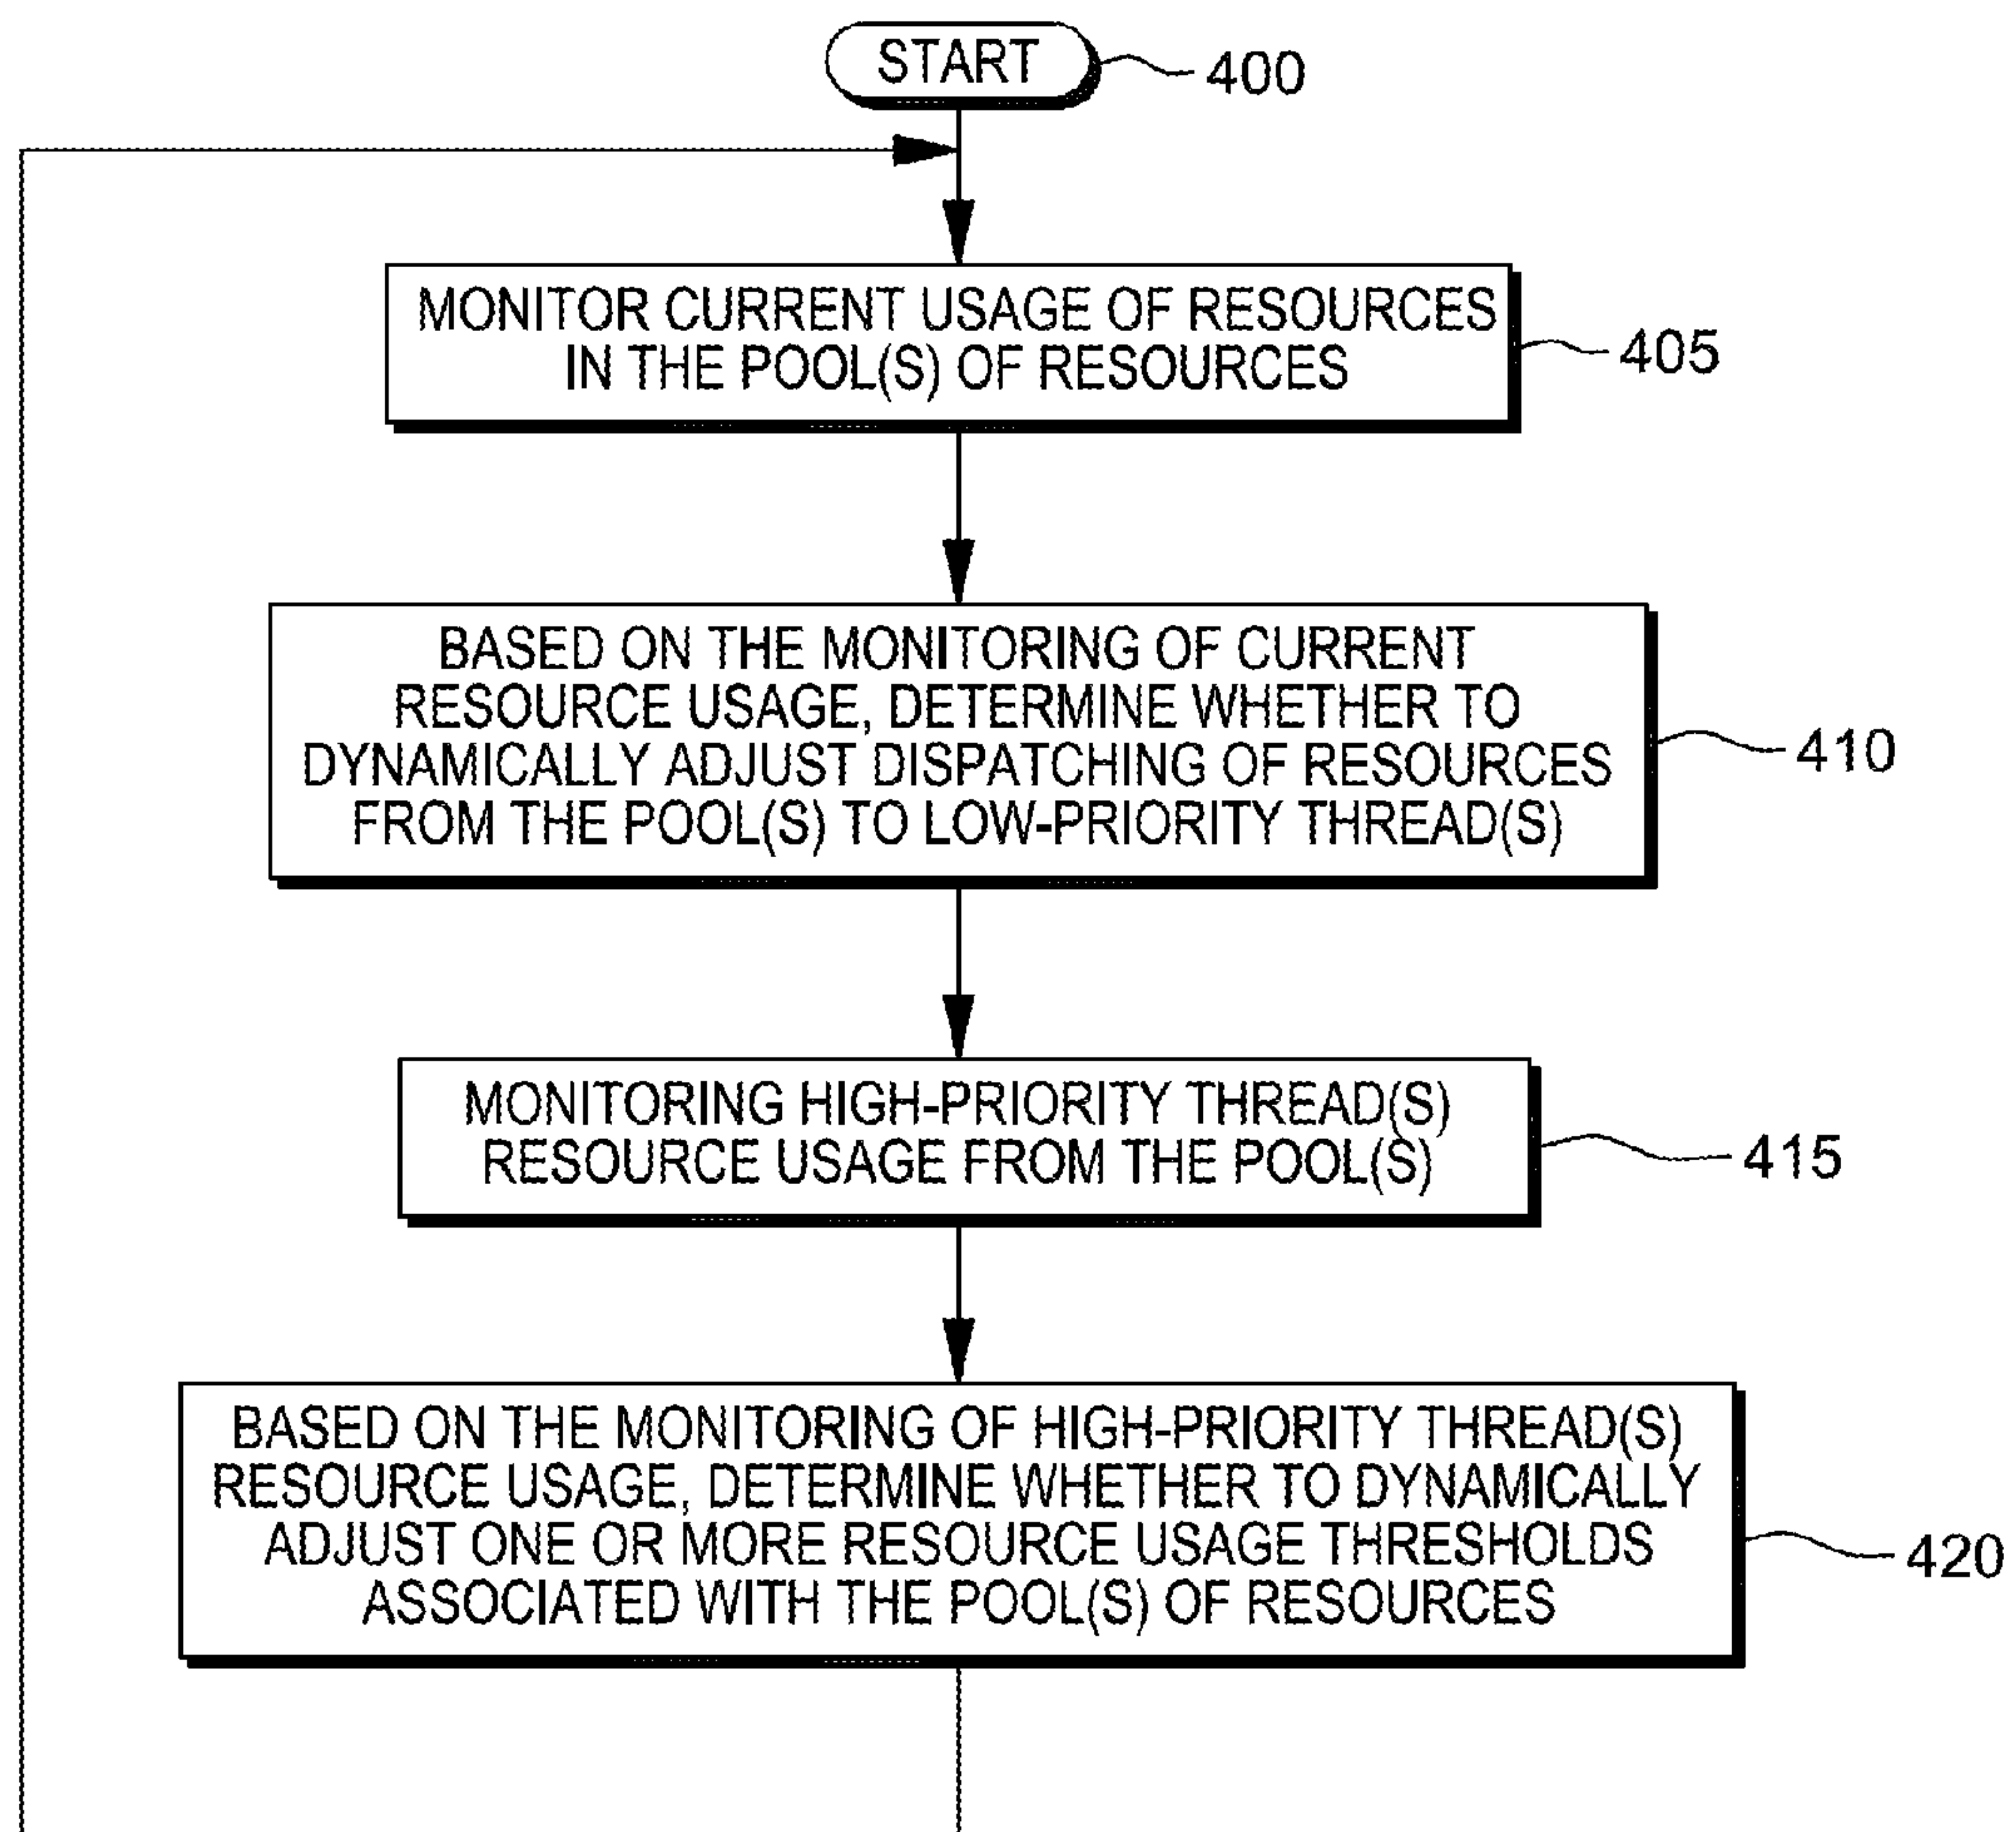 START
400
MONITOR CURRENT USAGE OF RESOURCES
IN THE POOL(S) OF RESOURCES
405
BASED ON THE MONITORING OF CURRENT
RESOURCE USAGE, DETERMINE WHETHER TO
DYNAMICALLY ADJUST DISPATCHING OF RESOURCES
FROM THE POOL(S) TO LOW-PRIORITY THREAD(S)
410
MONITORING HIGH-PRIORITY THREAD(S)
RESOURCE USAGE FROM THE POOL(S)
415
BASED ON THE MONITORING OF HIGH-PRIORITY THREAD(S)
RESOURCE USAGE, DETERMINE WHETHER TO DYNAMICALLY
ADJUST ONE OR MORE RESOURCE USAGE THRESHOLDS
ASSOCIATED WITH THE POOL(S) OF RESOURCES
420